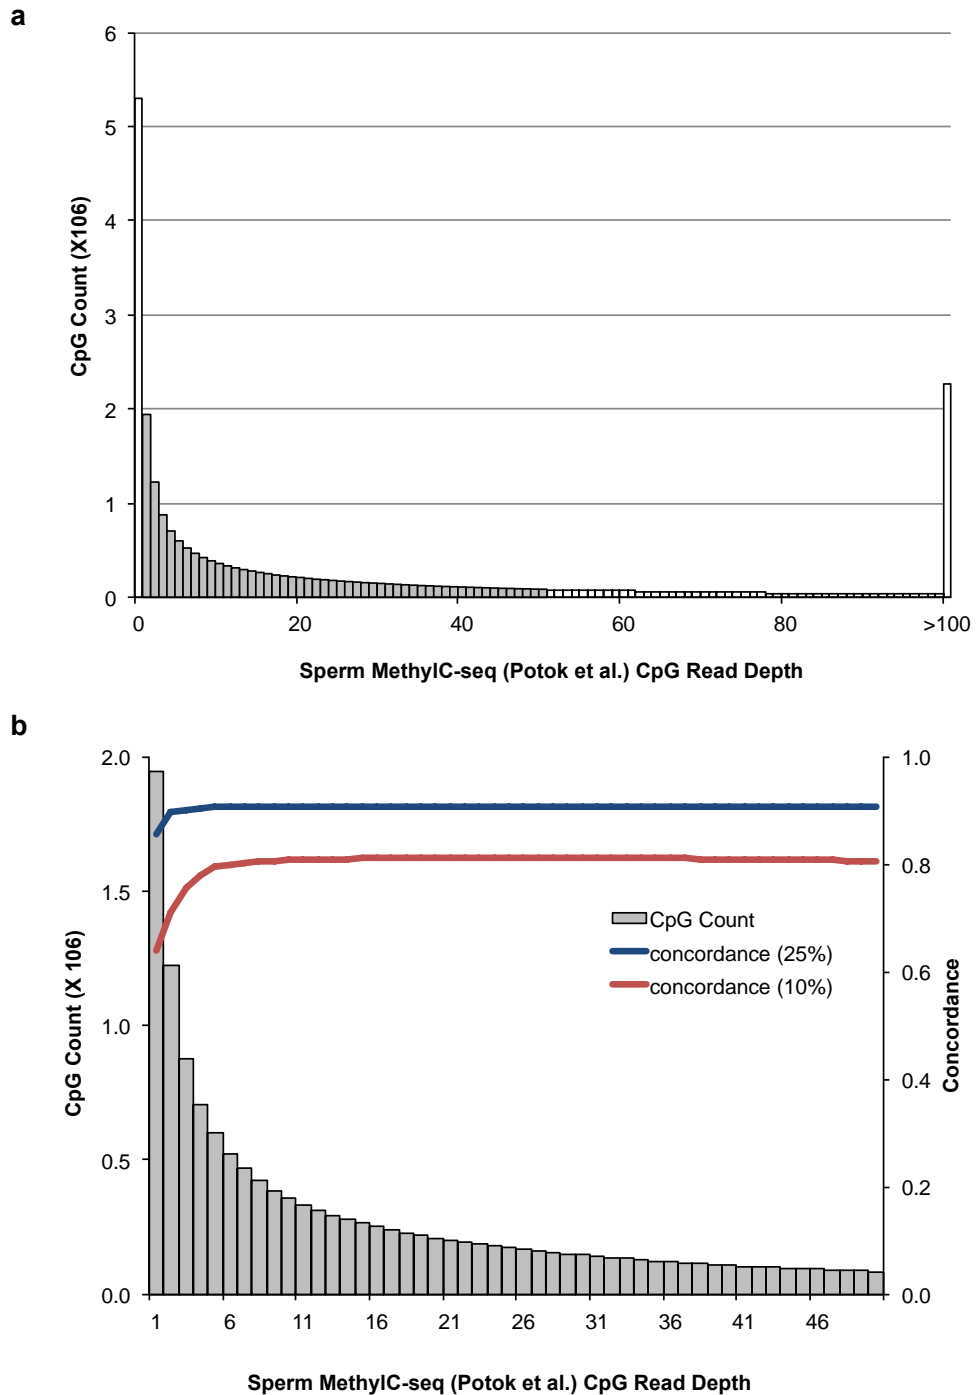 a
6
5
4
3
2
1
0
CpG Count (X106)
0 20 40 60 80 >100
Sperm MethylC-seq (Potok et al.) CpG Read Depth
b
2.0
1.5
1.0
0.5
0.0
CpG Count (X 106)
1.0
0.8
0.6
0.4
0.2
0.0
Concordance
CpG Count
concordance (25%)
concordance (10%)
1 6 11 16 21 26 31 36 41 46
Sperm MethylC-seq (Potok et al.) CpG Read Depth